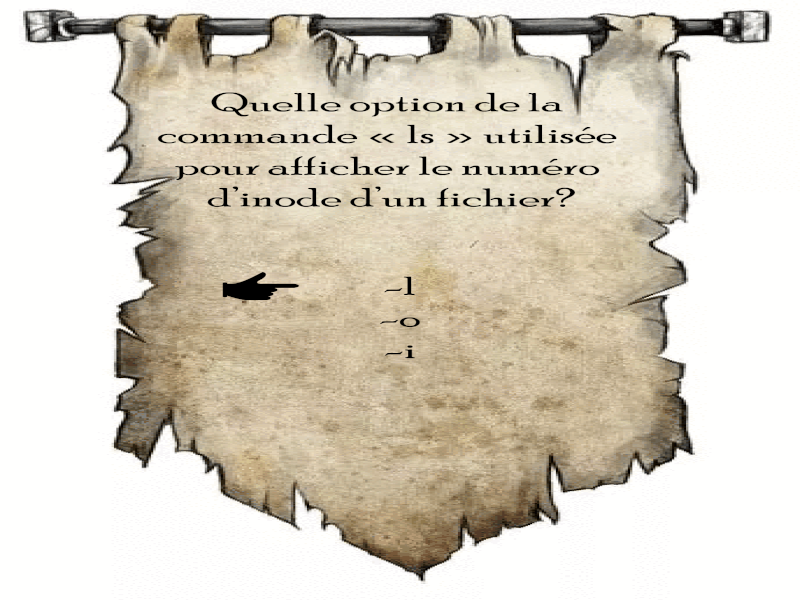 Quelle option de la
commande « ls » utilisée
pour afficher le numéro
d'inode d'un fichier?
~l
~o
~i